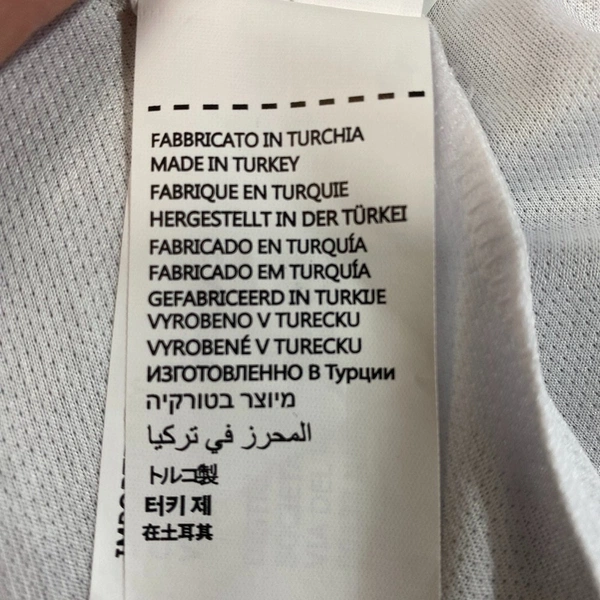 FABBRICATO IN TURCHIA
MADE IN TURKEY
FABRIQUE EN TURQUIE
HERGESTELLT IN DER TÜRKEI
FABRICADO EN TURQUÍA
FABRICADO EM TURQUÍA
GEFABRICEERD IN TURKIJE
VYROBENO V TURECKU
VYROBENÉ V TURECKU
ИЗГОТОВЛЕННО В Турции
מיוצר בטורקיה
المحرز في تركيا
トルコ製
터키 제
在土耳其